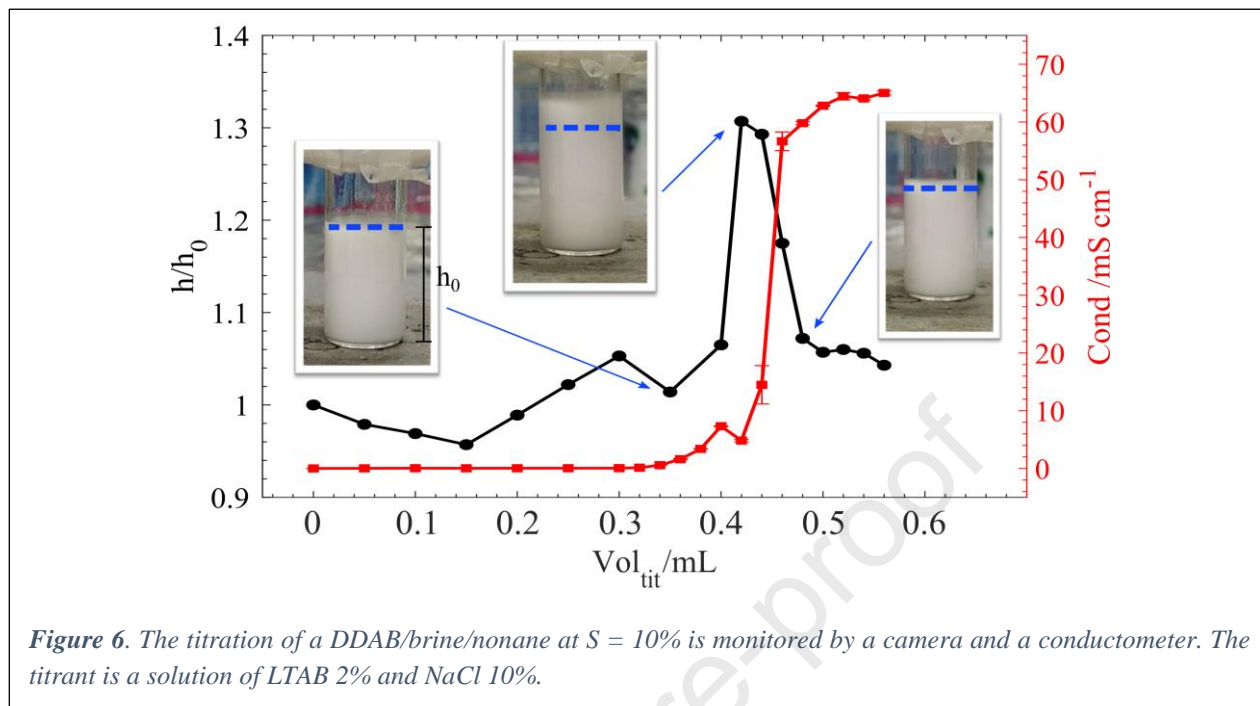 1.4
1.3
1.2
1.1
1
0.9
h/h0
h0
70
60
50
40
30
20
10
0
Cond /mS cm-1
0 0.1 0.2 0.3 0.4 0.5 0.6
Voltit/mL
re-proof
Figure 6. The titration of a DDAB/brine/nonane at S = 10% is monitored by a camera and a conductometer. The
titrant is a solution of LTAB 2% and NaCl 10%.